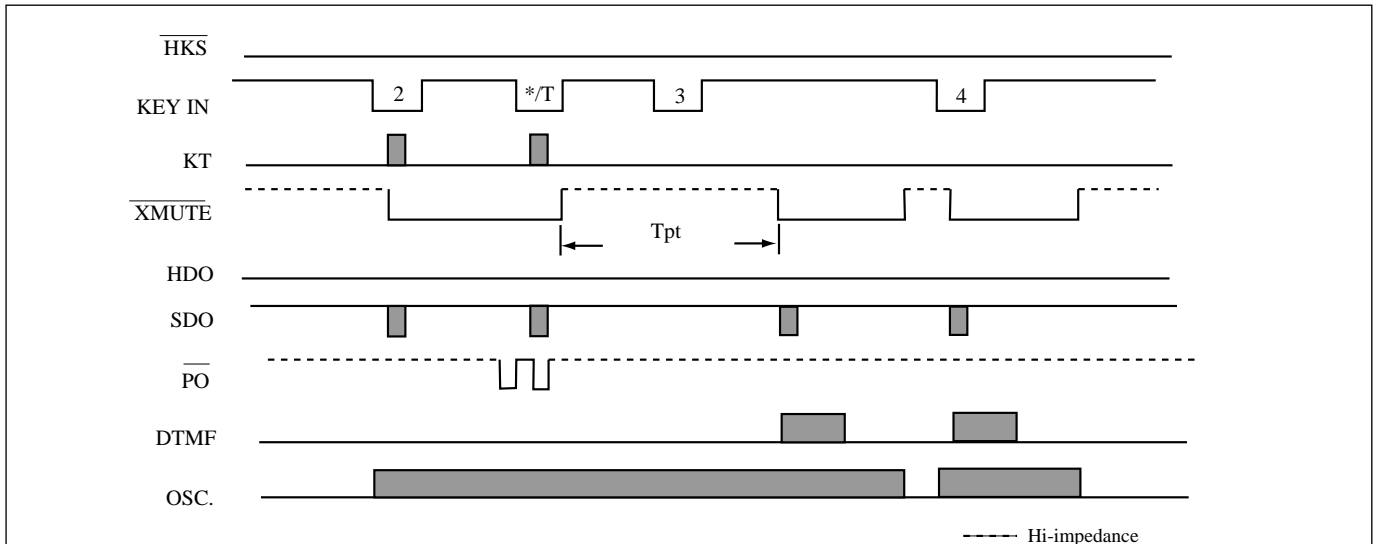 HKS
KEY IN 2 */T 3 4
KT
XMUTE
Tpt
HDO
SDO
PO
DTMF
OSC.
Hi-impedance